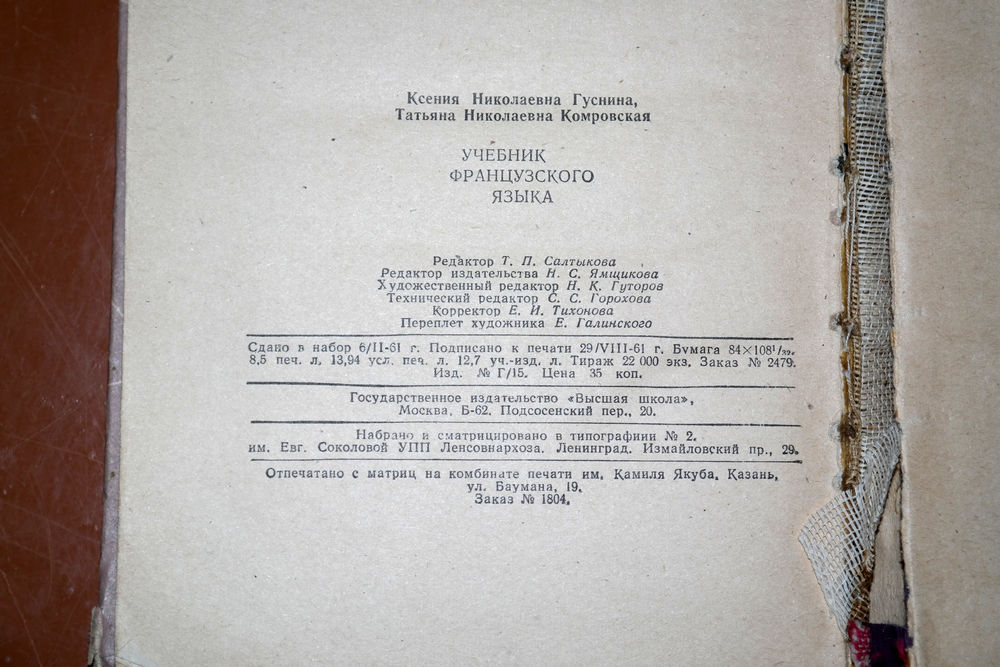 Ксения Николаевна Гуснина,
Татьяна Николаевна Комровская
УЧЕБНИК
ФРАНЦУЗСКОГО
ЯЗЫКА
Редактор Т. П. Салтыкова
Редактор издательства Н. С. Ямщикова
Художественный редактор Н. К. Гуторов
Технический редактор С. С. Горохова
Корректор Е. И. Тихонова
Переплет художника Е. Галинского
Сдано в набор 6/II-61 г. Подписано к печати 29/VIII-61 г. Бумага 84×108¹/₃₂.
8,5 печ. л. 13,94 усл. печ. л. 12,7 уч.-изд. л. Тираж 22 000 экз. Заказ № 2479.
Изд. № Г/15. Цена 35 коп.
Государственное издательство «Высшая школа»,
Москва, Б-62, Подсосенский пер., 20.
Набрано и сматрицировано в типографиии № 2.
им. Евг. Соколовой УПП Ленсовнархоза. Ленинград. Измайловский пр., 29.
Отпечатано с матриц на комбинате печати им. Камиля Якуба. Казань,
ул. Баумана, 19.
Заказ № 1804.